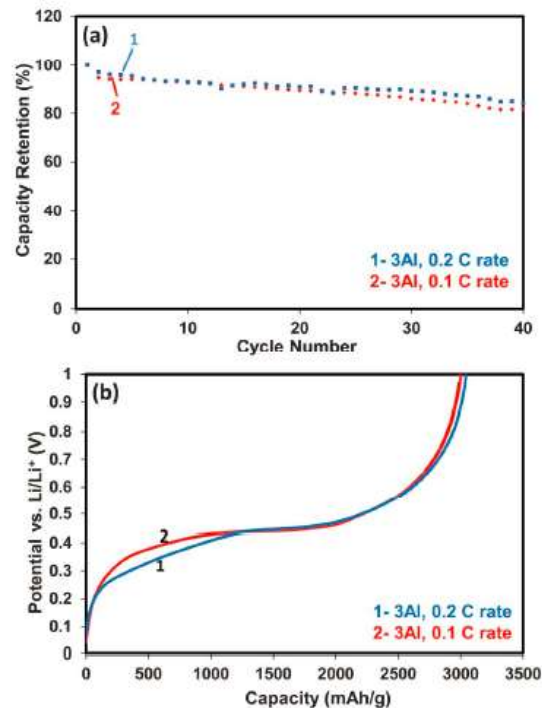 (a)
1
2
Capacity Retention (%)
120
100
80
60
40
20
0
1- 3Al, 0.2 C rate
2- 3Al, 0.1 C rate
0 10 20 30 40
Cycle Number
(b)
Potential vs. Li/Li⁺ (V)
1
0.9
0.8
0.7
0.6
0.5
0.4
0.3
0.2
0.1
0
2
1
1- 3Al, 0.2 C rate
2- 3Al, 0.1 C rate
0 500 1000 1500 2000 2500 3000 3500
Capacity (mAh/g)